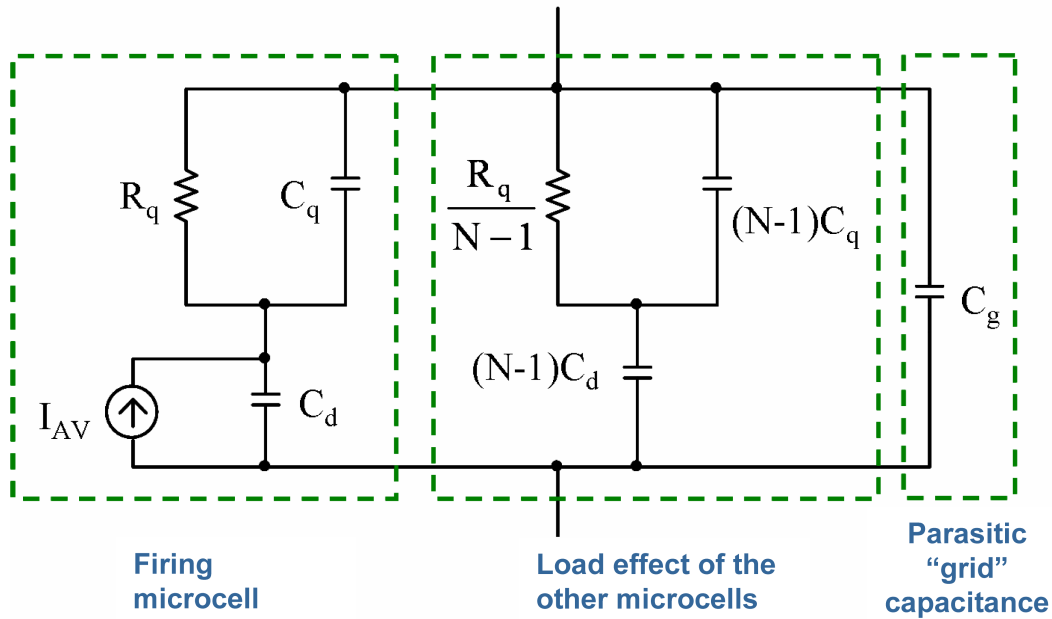 R_q
C_q
R_q
N − 1
(N-1)C_q
C_g
(N-1)C_d
I_AV
C_d
Firing
microcell
Load effect of the
other microcells
Parasitic
“grid”
capacitance